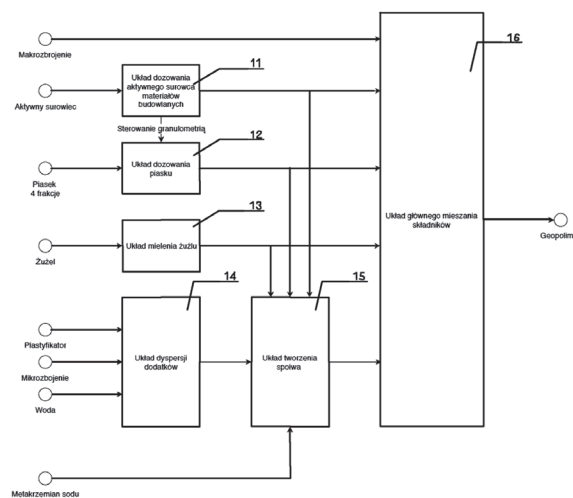 Makrozbrojenie
16
11
Układ dozowania
aktywnego surowca
materiałów
budowlanych
Aktywny surowiec
Sterowanie granulometrią
12
Układ dozowania
piasku
Piasek
4 frakcje
13
Układ mielenia żużlu
Żużel
Układ głównego mieszania
składników
Geopolim
14
15
Plastyfikator
Układ dyspersji
dodatków
Układ tworzenia
spoiwa
Mikrozbojenie
Woda
Metakrzemian sodu